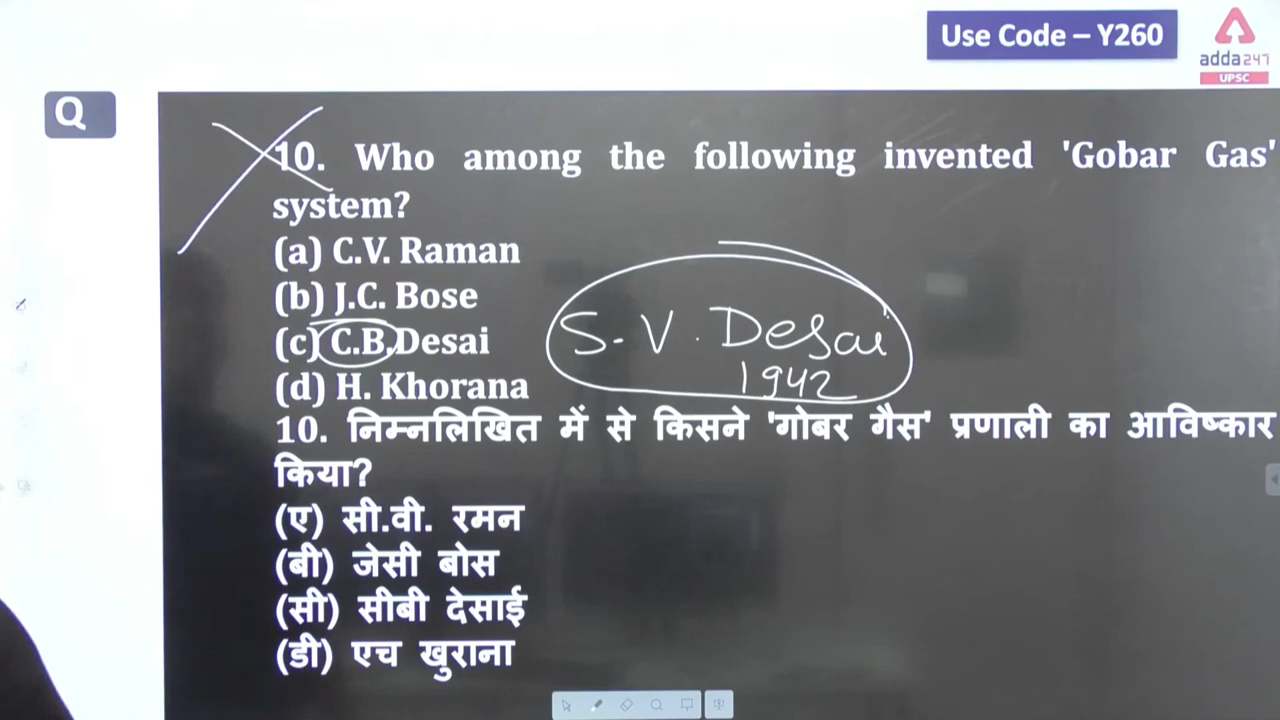 Use Code – Y260
adda247
UPSC
Q
10. Who among the following invented 'Gobar Gas'
system?
(a) C.V. Raman
(b) J.C. Bose
(c) C.B.Desai
(d) H. Khorana
S. V. Desai
1942
10. निम्नलिखित में से किसने 'गोबर गैस' प्रणाली का आविष्कार
किया?
(ए) सी.वी. रमन
(बी) जेसी बोस
(सी) सीबी देसाई
(डी) एच खुराना